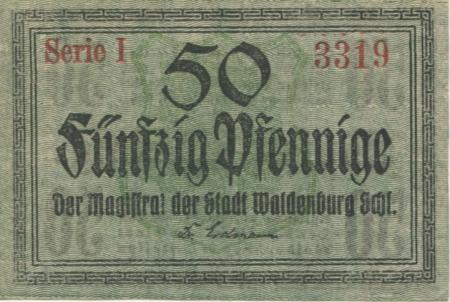 Serie I
50
3319
Fünfzig Pfennige
Der Magistrat der Stadt Waldenburg Schl.